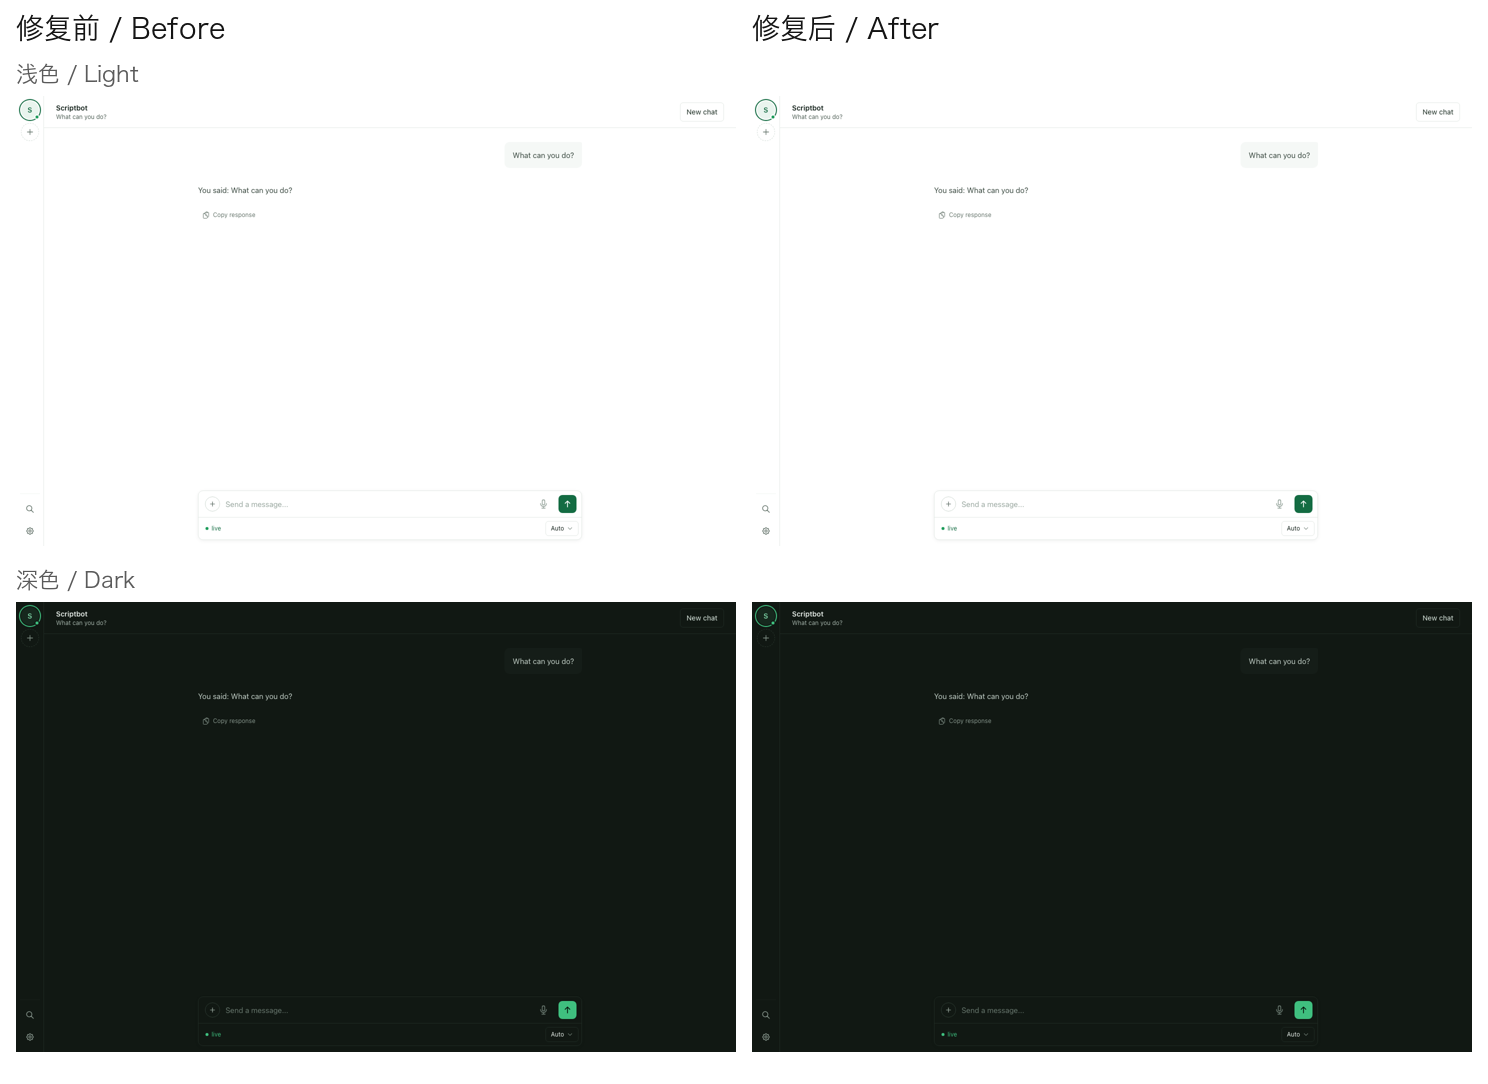 修复前 / Before
浅色 / Light
S
Scriptbot
What can you do?
New chat
What can you do?
You said: What can you do?
Copy response
Send a message...
live
Auto
修复后 / After
S
Scriptbot
What can you do?
New chat
What can you do?
You said: What can you do?
Copy response
Send a message...
live
Auto
深色 / Dark
S
Scriptbot
What can you do?
New chat
What can you do?
You said: What can you do?
Copy response
Send a message...
live
Auto
S
Scriptbot
What can you do?
New chat
What can you do?
You said: What can you do?
Copy response
Send a message...
live
Auto